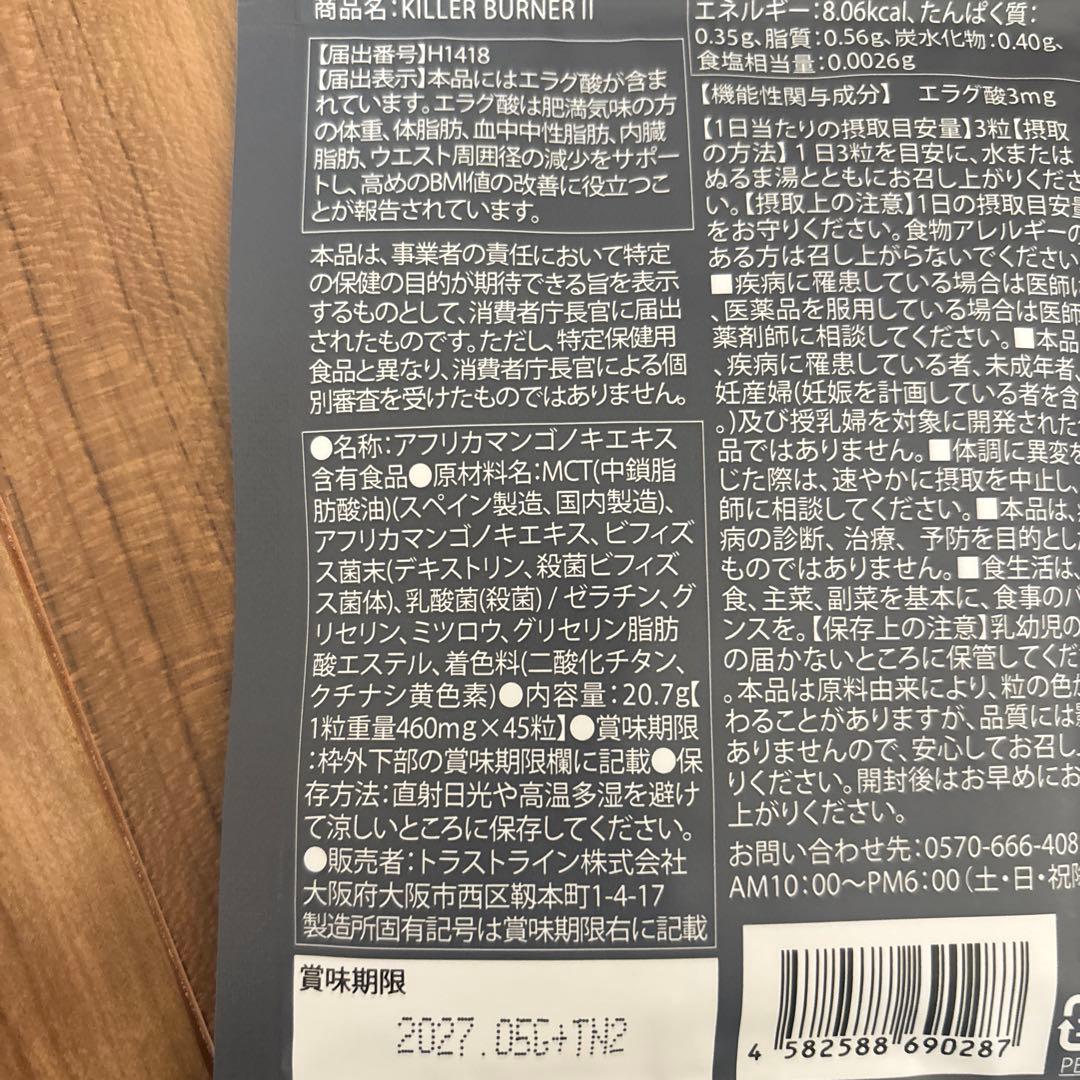 商品名：KILLER BURNER II
【届出番号】H1418
【届出表示】本品にはエラグ酸が含ま
れています。エラグ酸は肥満気味の方
の体重、体脂肪、血中中性脂肪、内臓
脂肪、ウエスト周囲径の減少をサポー
トし、高めのBMI値の改善に役立つこ
とが報告されています。
本品は、事業者の責任において特定
の保健の目的が期待できる旨を表示
するものとして、消費者庁長官に届出
されたものです。ただし、特定保健用
食品と異なり、消費者庁長官による個
別審査を受けたものではありません。
●名称：アフリカマンゴノキエキス
含有食品●原材料名：MCT(中鎖脂
肪酸油)(スペイン製造、国内製造)、
アフリカマンゴノキエキス、ビフィズ
ス菌末(デキストリン、殺菌ビフィズ
ス菌体)、乳酸菌(殺菌) / ゼラチン、グ
リセリン、ミツロウ、グリセリン脂肪
酸エステル、着色料(二酸化チタン、
クチナシ黄色素)●内容量：20.7g【
1粒重量460mg×45粒】●賞味期限
：枠外下部の賞味期限欄に記載●保
存方法：直射日光や高温多湿を避け
て涼しいところに保存してください。
●販売者：トラストライン株式会社
大阪府大阪市西区靱本町1-4-17
製造所固有記号は賞味期限右に記載
賞味期限
2027.05G+TN2
エネルギー：8.06kcal、たんぱく質：
0.35g、脂質：0.56g、炭水化物：0.40g、
食塩相当量：0.0026g
【機能性関与成分】 エラグ酸3mg
【1日当たりの摂取目安量】3粒【摂取
の方法】1日3粒を目安に、水または
ぬるま湯とともにお召し上がりくださ
い。【摂取上の注意】1日の摂取目安量
をお守りください。食物アレルギーの
ある方は召し上がらないでください
■疾病に罹患している場合は医師に
、医薬品を服用している場合は医師
薬剤師に相談してください。■本品
、疾病に罹患している者、未成年者、
妊産婦(妊娠を計画している者を含
。)及び授乳婦を対象に開発された
品ではありません。■体調に異変を
じた際は、速やかに摂取を中止し、
師に相談してください。■本品は、
病の診断、治療、予防を目的とした
ものではありません。■食生活は、
食、主菜、副菜を基本に、食事のバ
ンスを。【保存上の注意】乳幼児の
の届かないところに保管してくだ
。本品は原料由来により、粒の色が
わることがありますが、品質には
ありませんので、安心してお召し
りください。開封後はお早めにお
上がりください。
お問い合わせ先：0570-666-408
AM10：00〜PM6：00(土・日・祝
4 582588 690287
PE